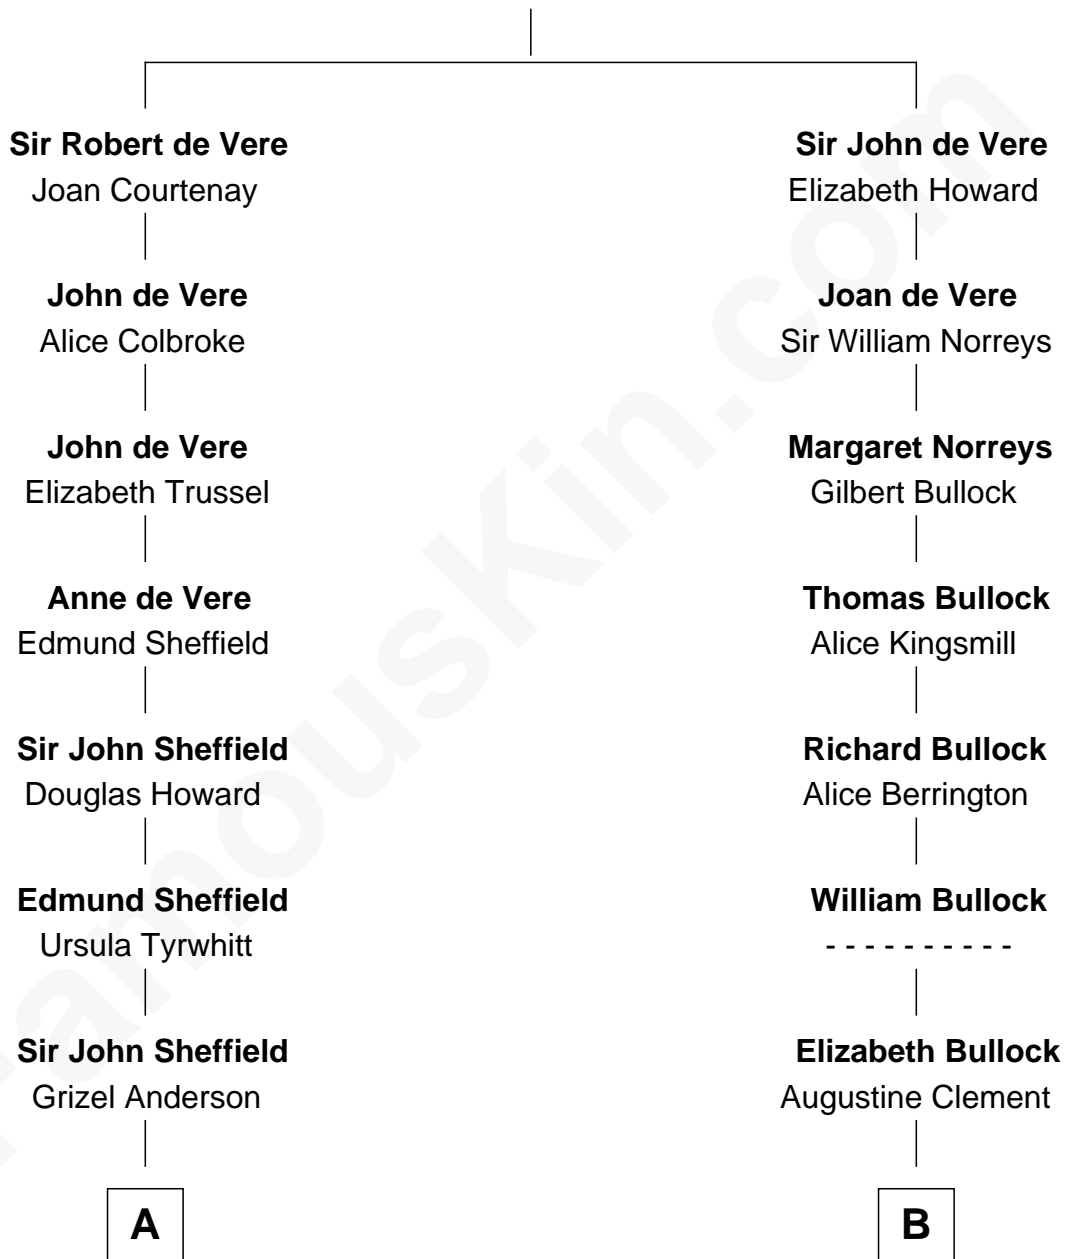 Sir Robert de Vere
Joan Courtenay
John de Vere
Alice Colbroke
John de Vere
Elizabeth Trussel
Anne de Vere
Edmund Sheffield
Sir John Sheffield
Douglas Howard
Edmund Sheffield
Ursula Tyrwhitt
Sir John Sheffield
Grizel Anderson
A
Sir John de Vere
Elizabeth Howard
Joan de Vere
Sir William Norreys
Margaret Norreys
Gilbert Bullock
Thomas Bullock
Alice Kingsmill
Richard Bullock
Alice Berrington
William Bullock
- - - - - - - - - -
Elizabeth Bullock
Augustine Clement
B
FamousKin.com